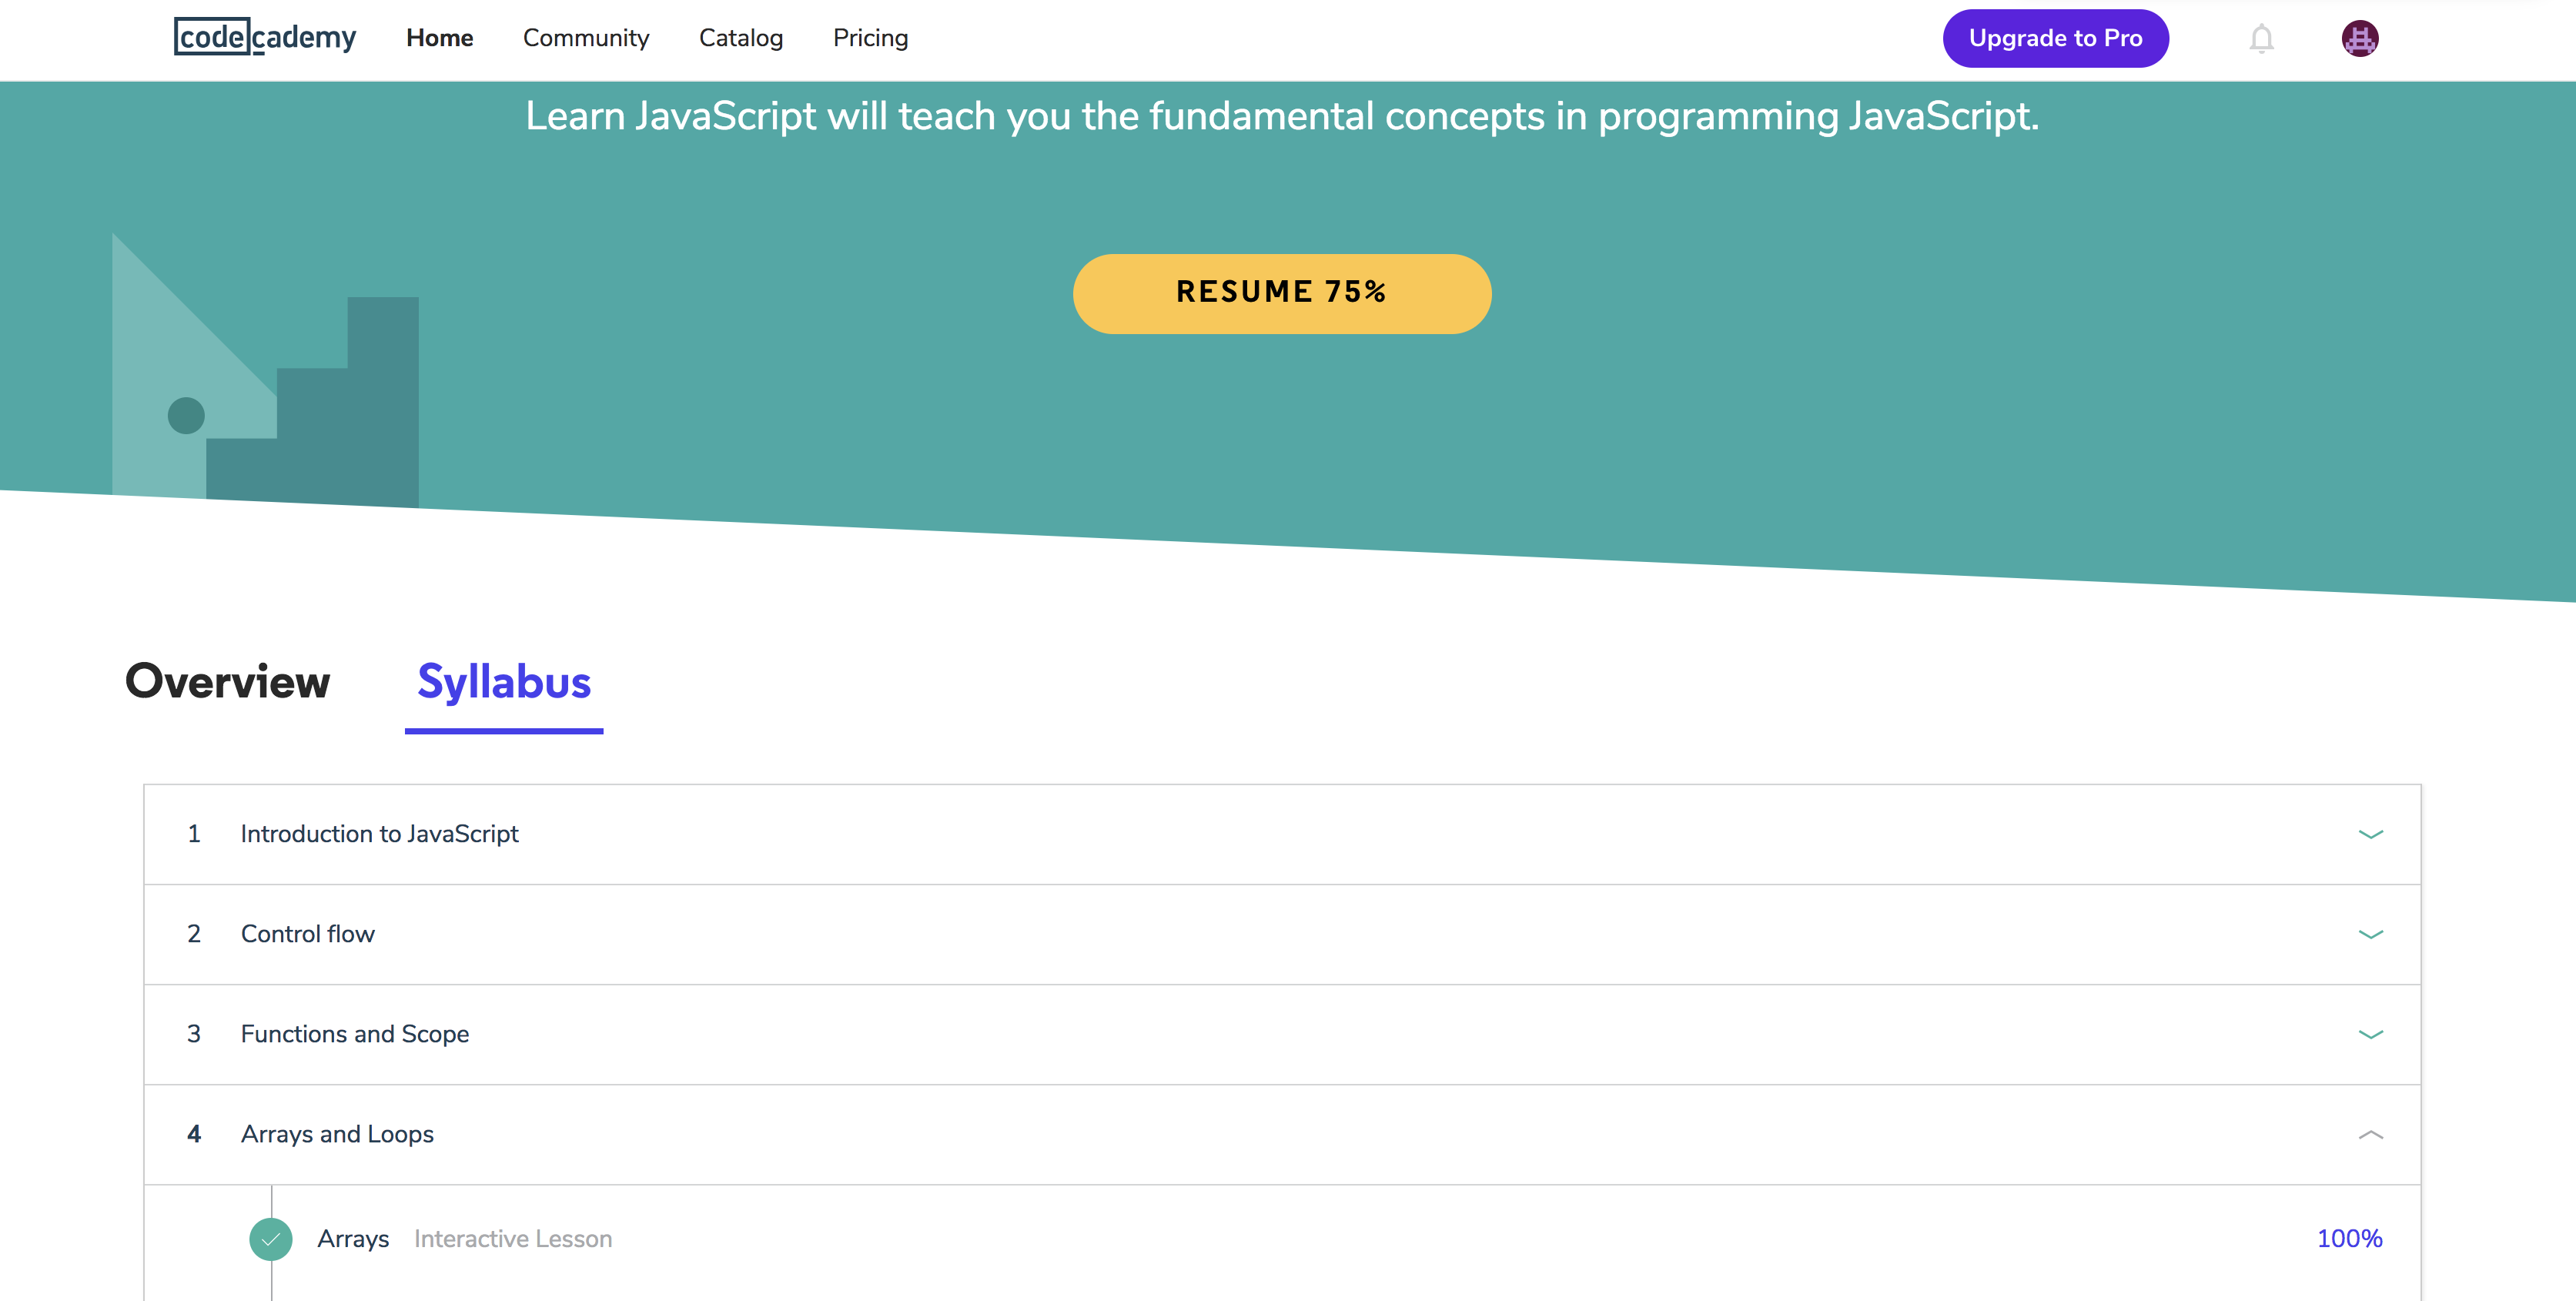 codecademy Home Community Catalog Pricing Upgrade to Pro
Learn JavaScript will teach you the fundamental concepts in programming JavaScript.
RESUME 75%
Overview Syllabus
1 Introduction to JavaScript
2 Control flow
3 Functions and Scope
4 Arrays and Loops
Arrays Interactive Lesson 100%